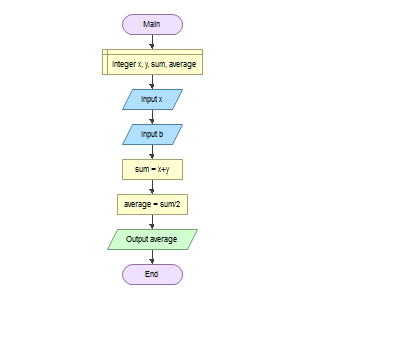 Main
Integer x, y, sum, average
Input x
Input b
sum = x+y
average = sum/2
Output average
End